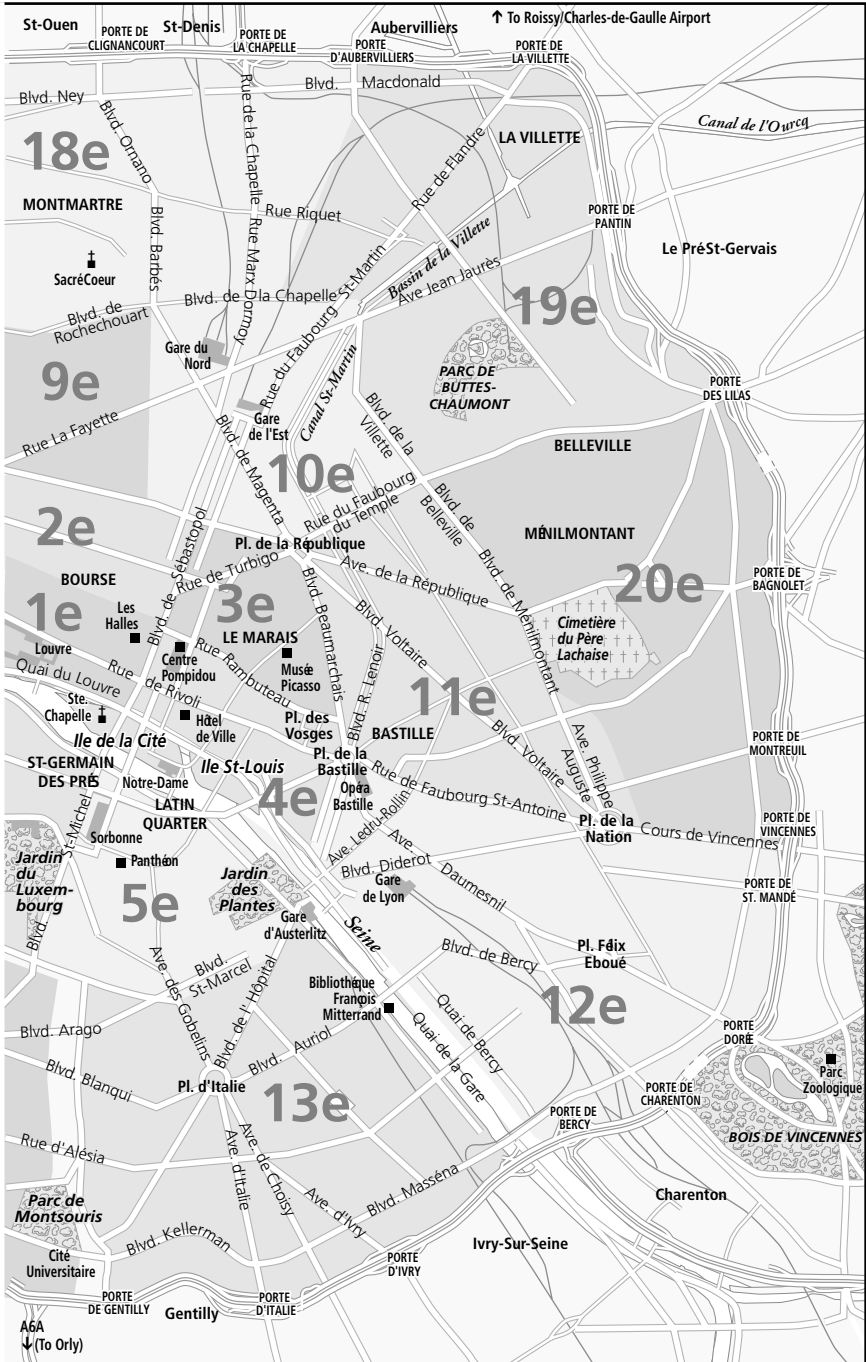 ↑ To Roissy/Charles-de-Gaulle Airport
St-Ouen
PORTE DE
CLIGNANCOURT
St-Denis
PORTE DE
LA CHAPELLE
Aubervilliers
PORTE
D'AUBERVILLIERS
PORTE DE
LA VILLETTE
Blvd. Ney
Blvd. Macdonald
Blvd. Ornano
Rue de la Chapelle
Rue de Flandre
LA VILLETTE
Canal de l'Ourcq
18e
MONTMARTRE
Rue Riquet
PORTE DE
PANTIN
Le PréSt-Gervais
SacréCoeur
Blvd. Barbés
Rue Marx Dormoy
Bassin de la Villette
Ave Jean Jaurès
Blvd. de la Chapelle
Rue du Faubourg St-Martin
19e
Blvd. de
Rochechouart
Gare du
Nord
9e
PARC DE
BUTTES-
CHAUMONT
PORTE
DES LILAS
Rue La Fayette
Gare
de l'Est
Canal St-Martin
Blvd. de la
Villette
BELLEVILLE
Blvd. de Magenta
10e
Rue du Faubourg
du Temple
Blvd. de
Belleville
MÉNILMONTANT
2e
Pl. de la République
Blvd. de Sébastopol
Rue de Turbigo
Ave. de la République
Blvd. de Ménilmontant
20e
PORTE DE
BAGNOLET
BOURSE
1e
Les
Halles
3e
LE MARAIS
Blvd. Beaumarchais
Blvd. Voltaire
Cimetière
du Père
Lachaise
Louvre
Centre
Pompidou
Rue Rambuteau
Musée
Picasso
Quai du Louvre
Rue de Rivoli
Blvd. R. Lenoir
11e
Ste.
Chapelle
Hôtel
de Ville
Pl. des
Vosges
BASTILLE
Blvd. Voltaire
Ave. Philippe
Auguste
PORTE DE
MONTREUIL
Ile de la Cité
Ile St-Louis
Pl. de la
Bastille
ST-GERMAIN
DES PRÉS
Notre-Dame
4e
Opéra
Bastille
Rue de Faubourg St-Antoine
LATIN
QUARTER
Ave. Ledru-Rollin
Pl. de la
Nation
Cours de Vincennes
PORTE DE
VINCENNES
Blvd. St-Michel
Sorbonne
Panthéon
Jardin
du
Luxem-
bourg
Jardin
des
Plantes
Blvd. Diderot
Ave. Daumesnil
Gare
de Lyon
PORTE DE
ST. MANDÉ
5e
Gare
d'Austerlitz
Seine
Pl. Félix
Eboué
Blvd.
St-Marcel
Ave. des Gobelins
Blvd. de l' Hôpital
Blvd. de Bercy
Bibliothèque
François
Mitterrand
12e
Quai de Bercy
Quai de la Gare
Blvd. Arago
Blvd. Auriol
PORTE
DORÉE
Blvd. Blanqui
Pl. d'Italie
13e
Parc
Zoologique
PORTE DE
CHARENTON
PORTE DE
BERCY
Rue d'Alésia
Ave. d'Italie
Ave. de Choisy
Ave. d'Ivry
Blvd. Masséna
BOIS DE VINCENNES
Parc de
Montsouris
Charenton
Blvd. Kellerman
Ivry-Sur-Seine
Cité
Universitaire
PORTE
D'IVRY
PORTE
DE GENTILLY
Gentilly
PORTE
D'ITALIE
A6A
↓ (To Orly)